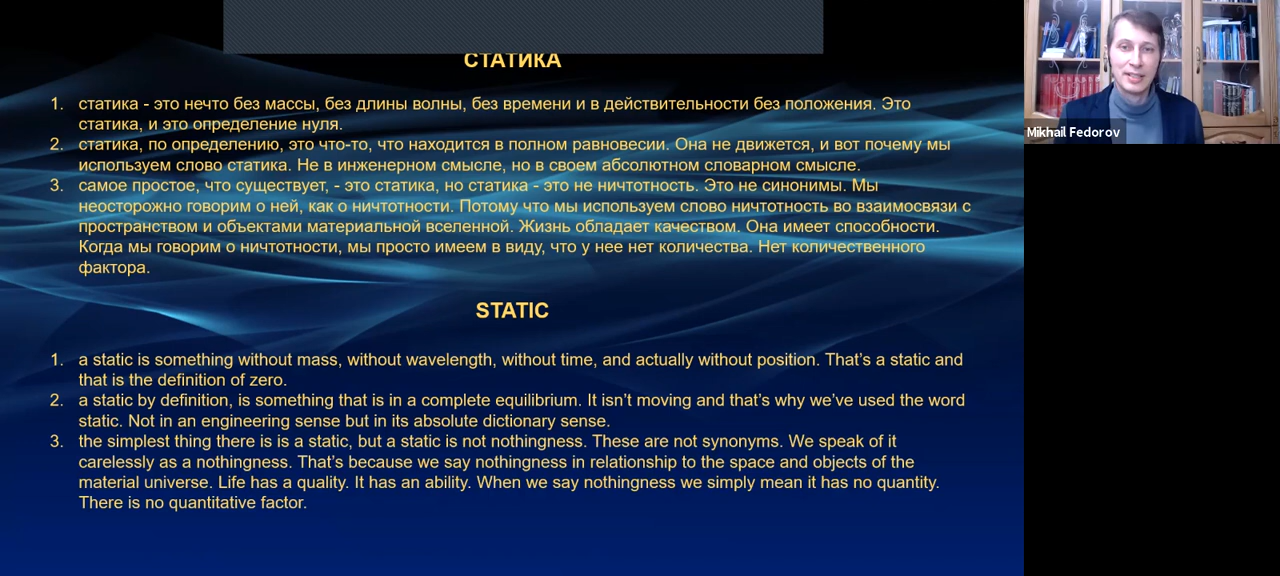 СТАТИКА
1. статика - это нечто без массы, без длины волны, без времени и в действительности без положения. Это
статика, и это определение нуля.
2. статика, по определению, это что-то, что находится в полном равновесии. Она не движется, и вот почему мы
используем слово статика. Не в инженерном смысле, но в своем абсолютном словарном смысле.
3. самое простое, что существует, - это статика, но статика - это не ничтотность. Это не синонимы. Мы
неосторожно говорим о ней, как о ничтотности. Потому что мы используем слово ничтотность во взаимосвязи с
пространством и объектами материальной вселенной. Жизнь обладает качеством. Она имеет способности.
Когда мы говорим о ничтотности, мы просто имеем в виду, что у нее нет количества. Нет количественного
фактора.
STATIC
1. a static is something without mass, without wavelength, without time, and actually without position. That’s a static and
that is the definition of zero.
2. a static by definition, is something that is in a complete equilibrium. It isn’t moving and that’s why we’ve used the word
static. Not in an engineering sense but in its absolute dictionary sense.
3. the simplest thing there is is a static, but a static is not nothingness. These are not synonyms. We speak of it
carelessly as a nothingness. That’s because we say nothingness in relationship to the space and objects of the
material universe. Life has a quality. It has an ability. When we say nothingness we simply mean it has no quantity.
There is no quantitative factor.
Mikhail Fedorov